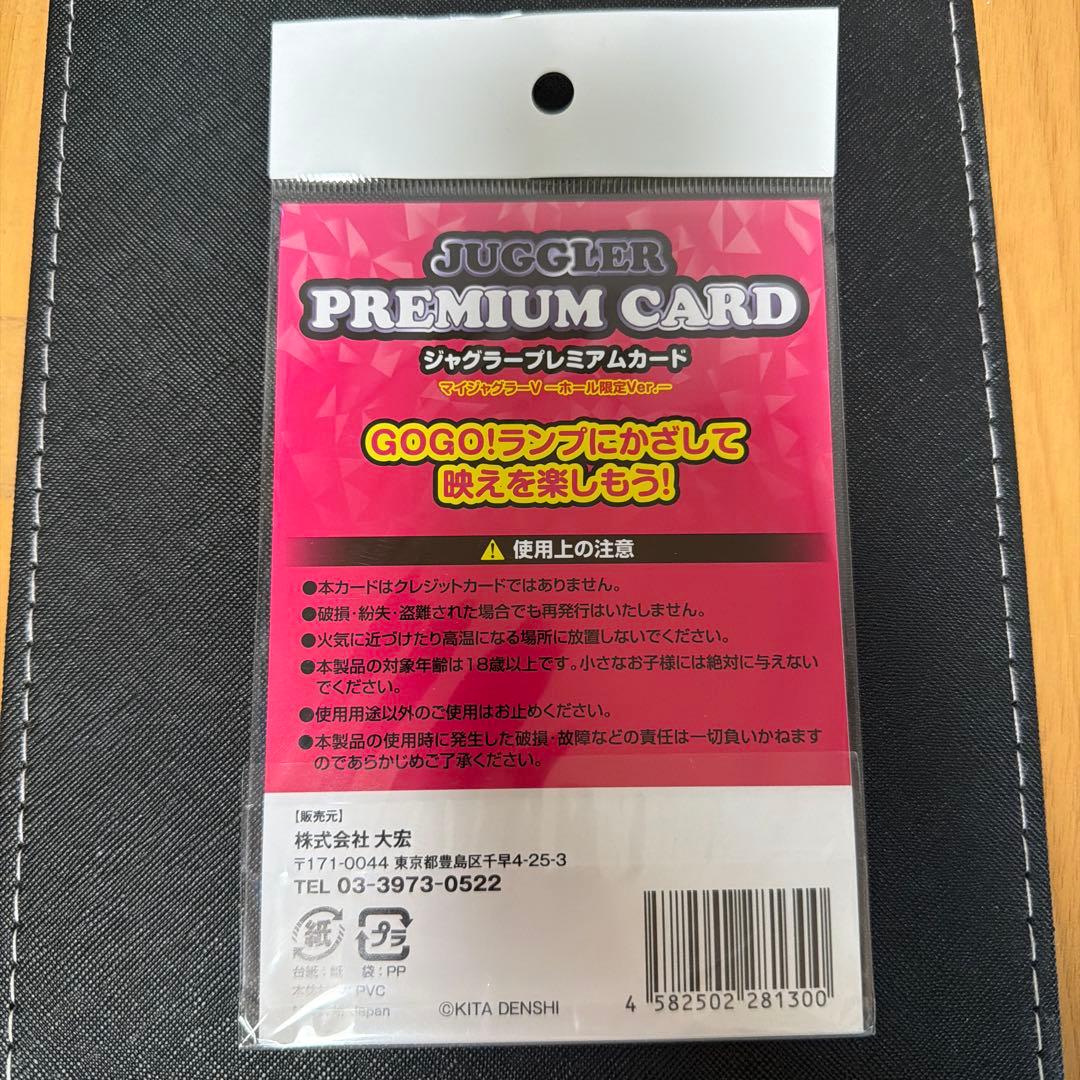 JUGGLER
PREMIUM CARD
ジャグラープレミアムカード
マイジャグラーV ーホール限定Ver.ー
GOGO!ランプにかざして
映えを楽しもう!
使用上の注意
●本カードはクレジットカードではありません。
●破損・紛失・盗難された場合でも再発行はいたしません。
●火気に近づけたり高温になる場所に放置しないでください。
●本製品の対象年齢は18歳以上です。小さなお子様には絶対に与えない
でください。
●使用用途以外のご使用はお止めください。
●本製品の使用時に発生した破損・故障などの責任は一切負いかねます
のであらかじめご了承ください。
【販売元】
株式会社 大宏
〒171-0044 東京都豊島区千早4-25-3
TEL 03-3973-0522
紙 プラ
台紙:紙 袋:PP
PVC
Japan
©KITA DENSHI
4 582502 281300